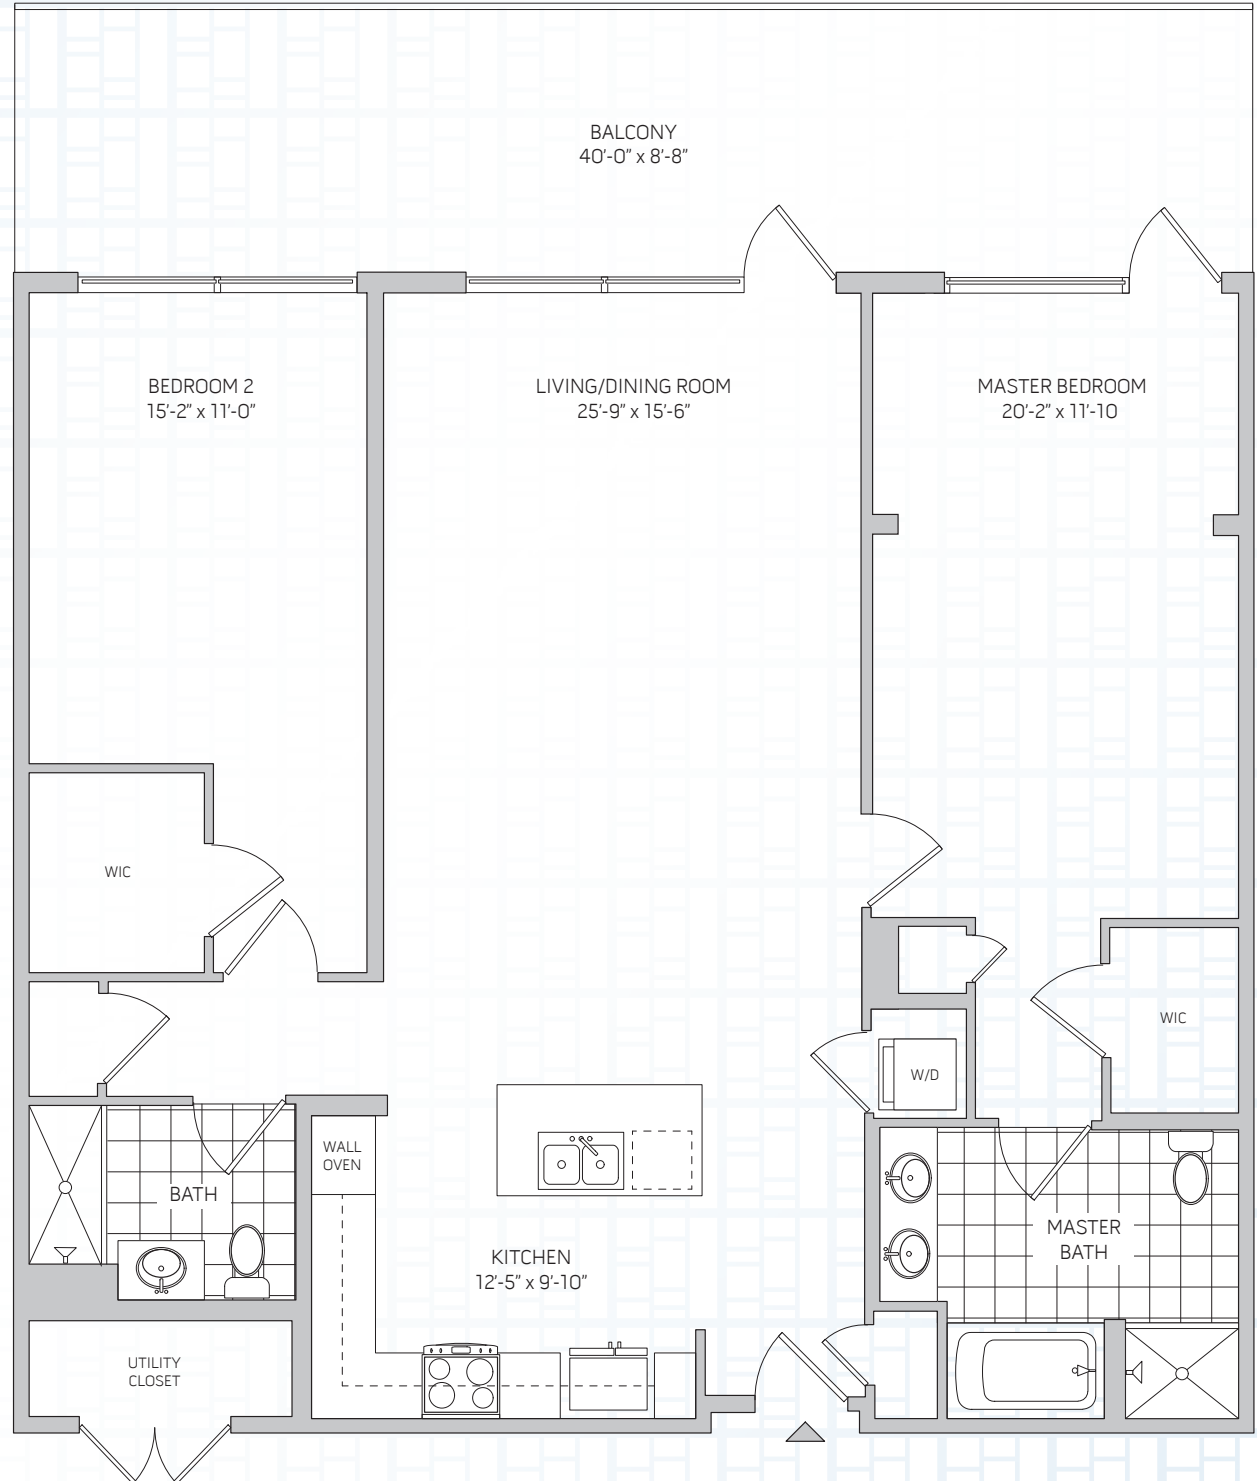 BALCONY
40'-0" x 8'-8"
BEDROOM 2
15'-2" x 11'-0"
LIVING/DINING ROOM
25'-9" x 15'-6"
MASTER BEDROOM
20'-2" x 11'-10
WIC
WIC
W/D
WALL
OVEN
BATH
MASTER
BATH
KITCHEN
12'-5" x 9'-10"
UTILITY
CLOSET